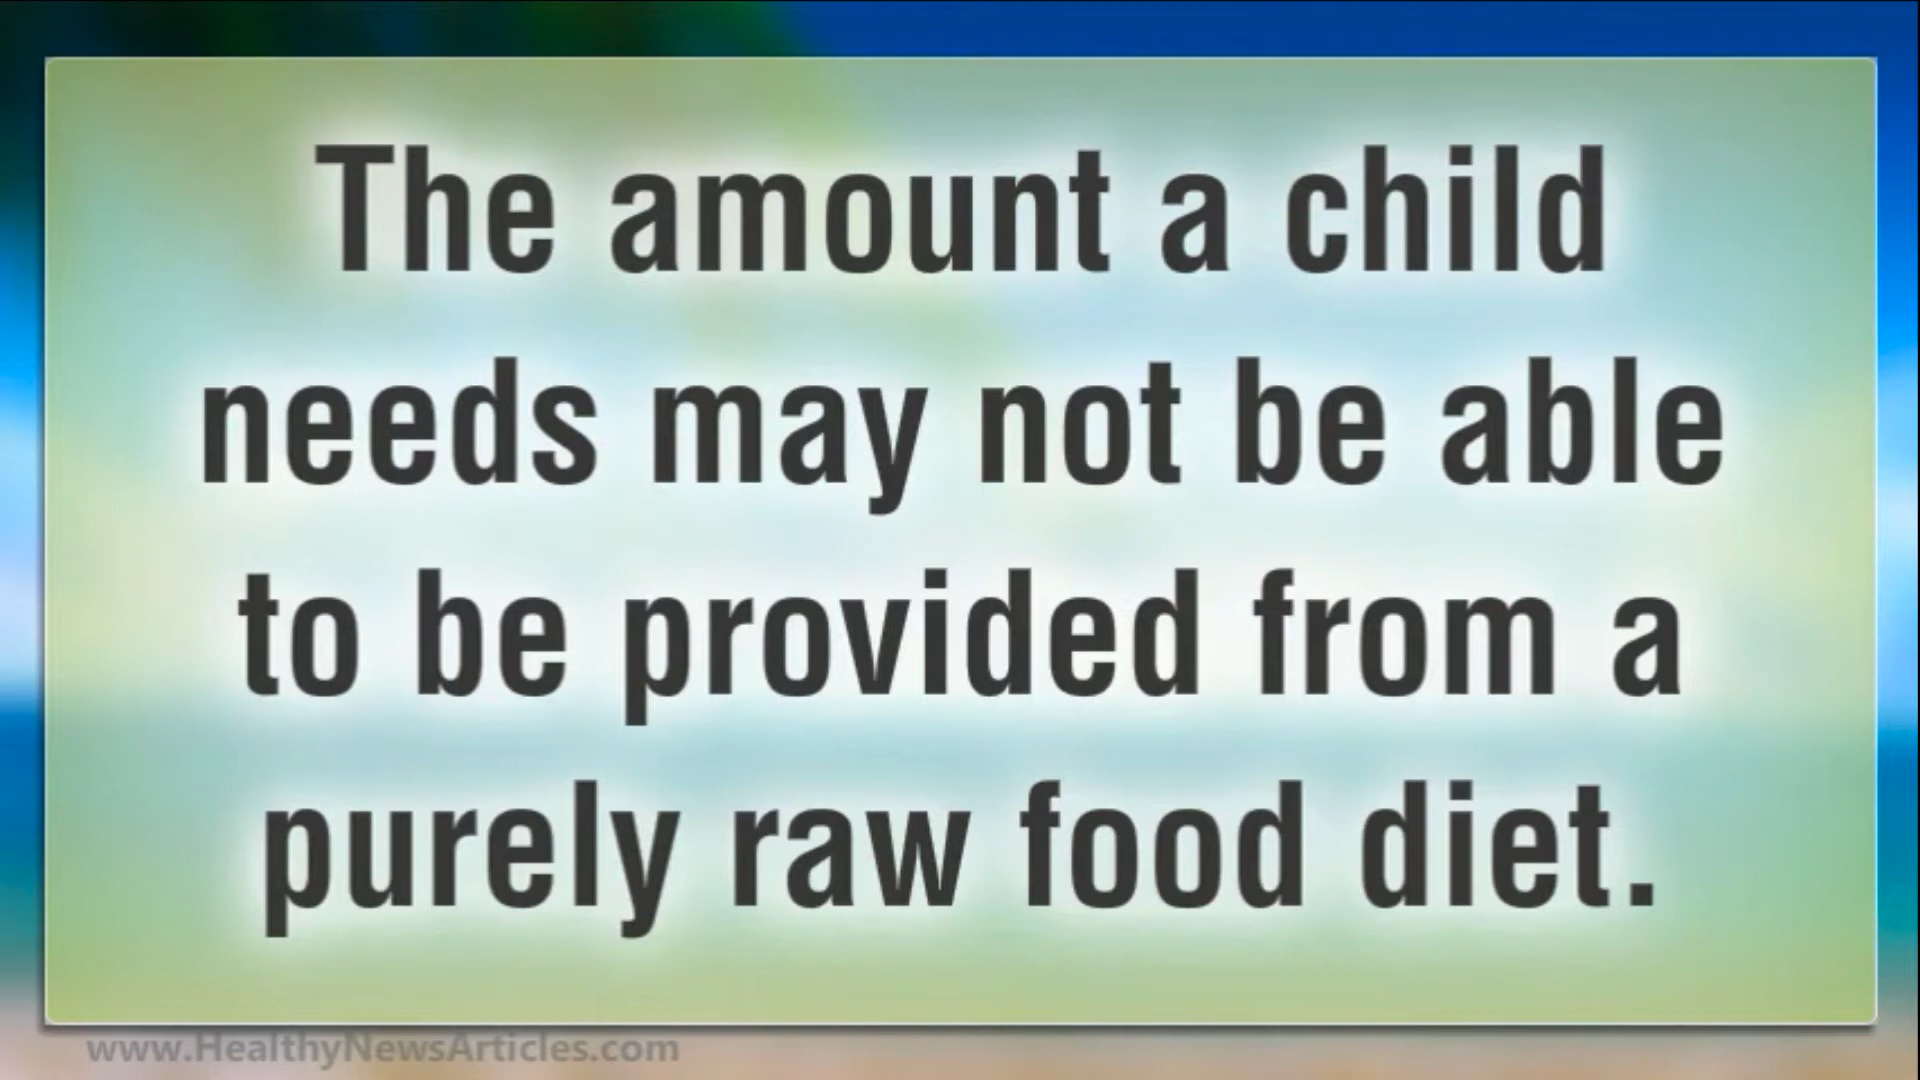 The amount a child
needs may not be able
to be provided from a
purely raw food diet.
www.HealthyNewsArticles.com